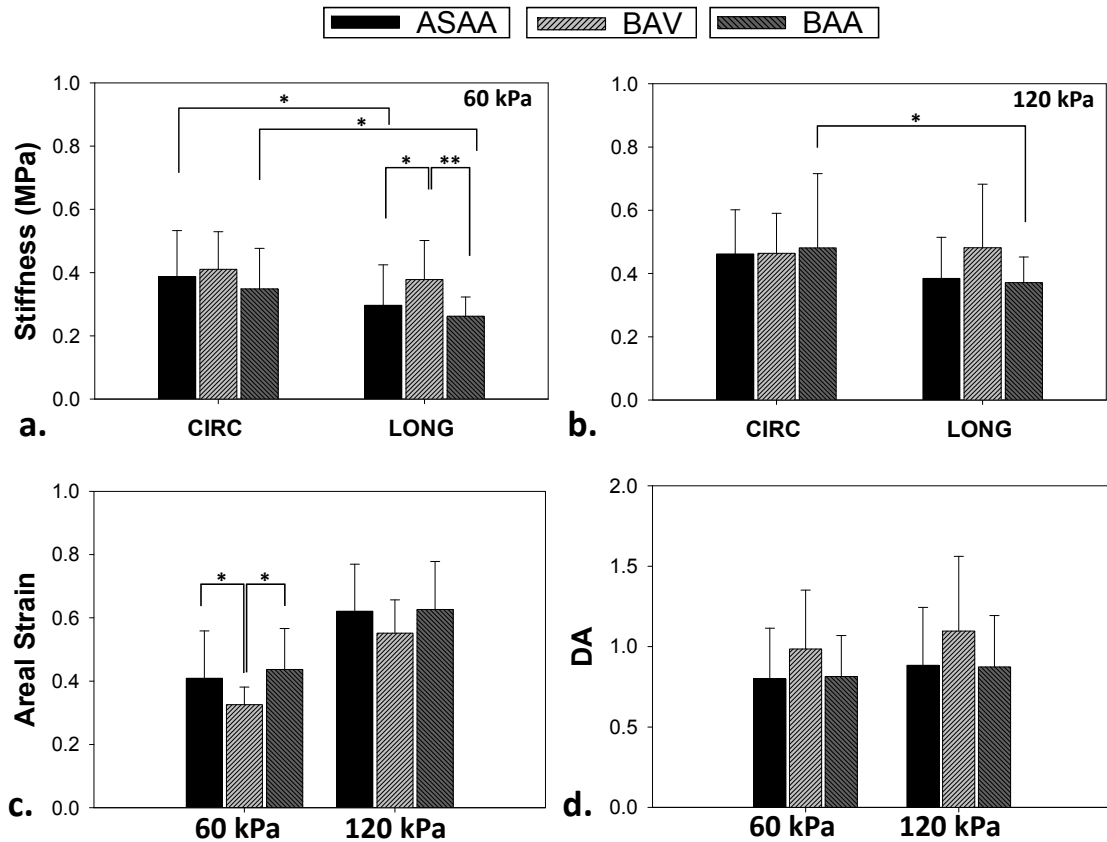 ASAA BAV BAA
1.0
0.8
0.6
0.4
0.2
0.0
Stiffness (MPa)
60 kPa
*
*
* **
CIRC LONG
a.
1.0
0.8
0.6
0.4
0.2
0.0
120 kPa
*
CIRC LONG
b.
1.0
0.8
0.6
0.4
0.2
0.0
Areal Strain
* *
60 kPa 120 kPa
c.
2.0
1.5
1.0
0.5
0.0
DA
60 kPa 120 kPa
d.